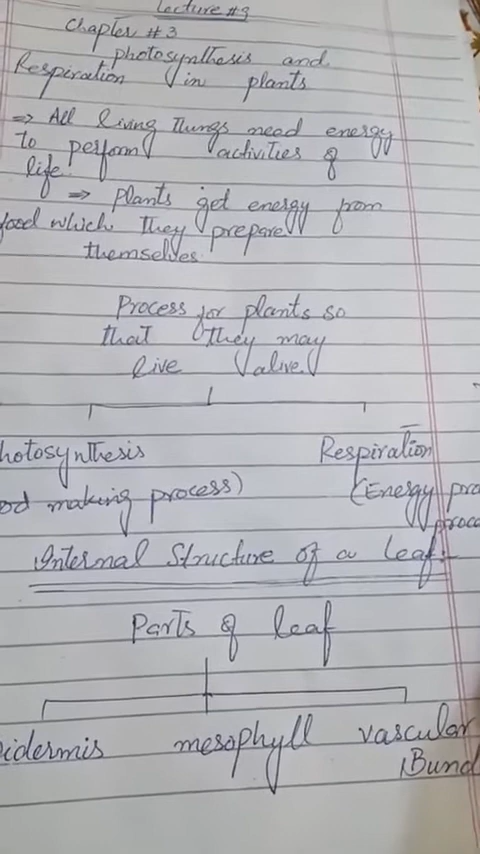 Lecture #9
Chapter #3
photosynthesis and
Respiration in plants
⇒ All living things need energy
to perform activities of
life.
⇒ plants get energy from
food which they prepare
themselves.
Process for plants so
that they may
live alive
hotosynthesis Respiration
od making process) (Energy pro
proce
Internal Structure of a leaf.
Parts of leaf
idermis mesophyll vascular
Bund